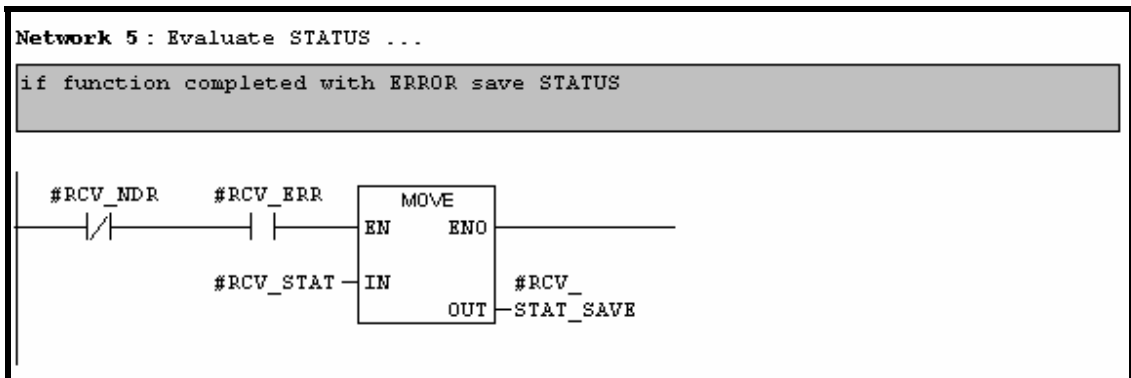 Network 5 : Evaluate STATUS ...
if function completed with ERROR save STATUS
#RCV_NDR #RCV_ERR MOVE
EN ENO
#RCV_STAT IN #RCV_
OUT STAT_SAVE